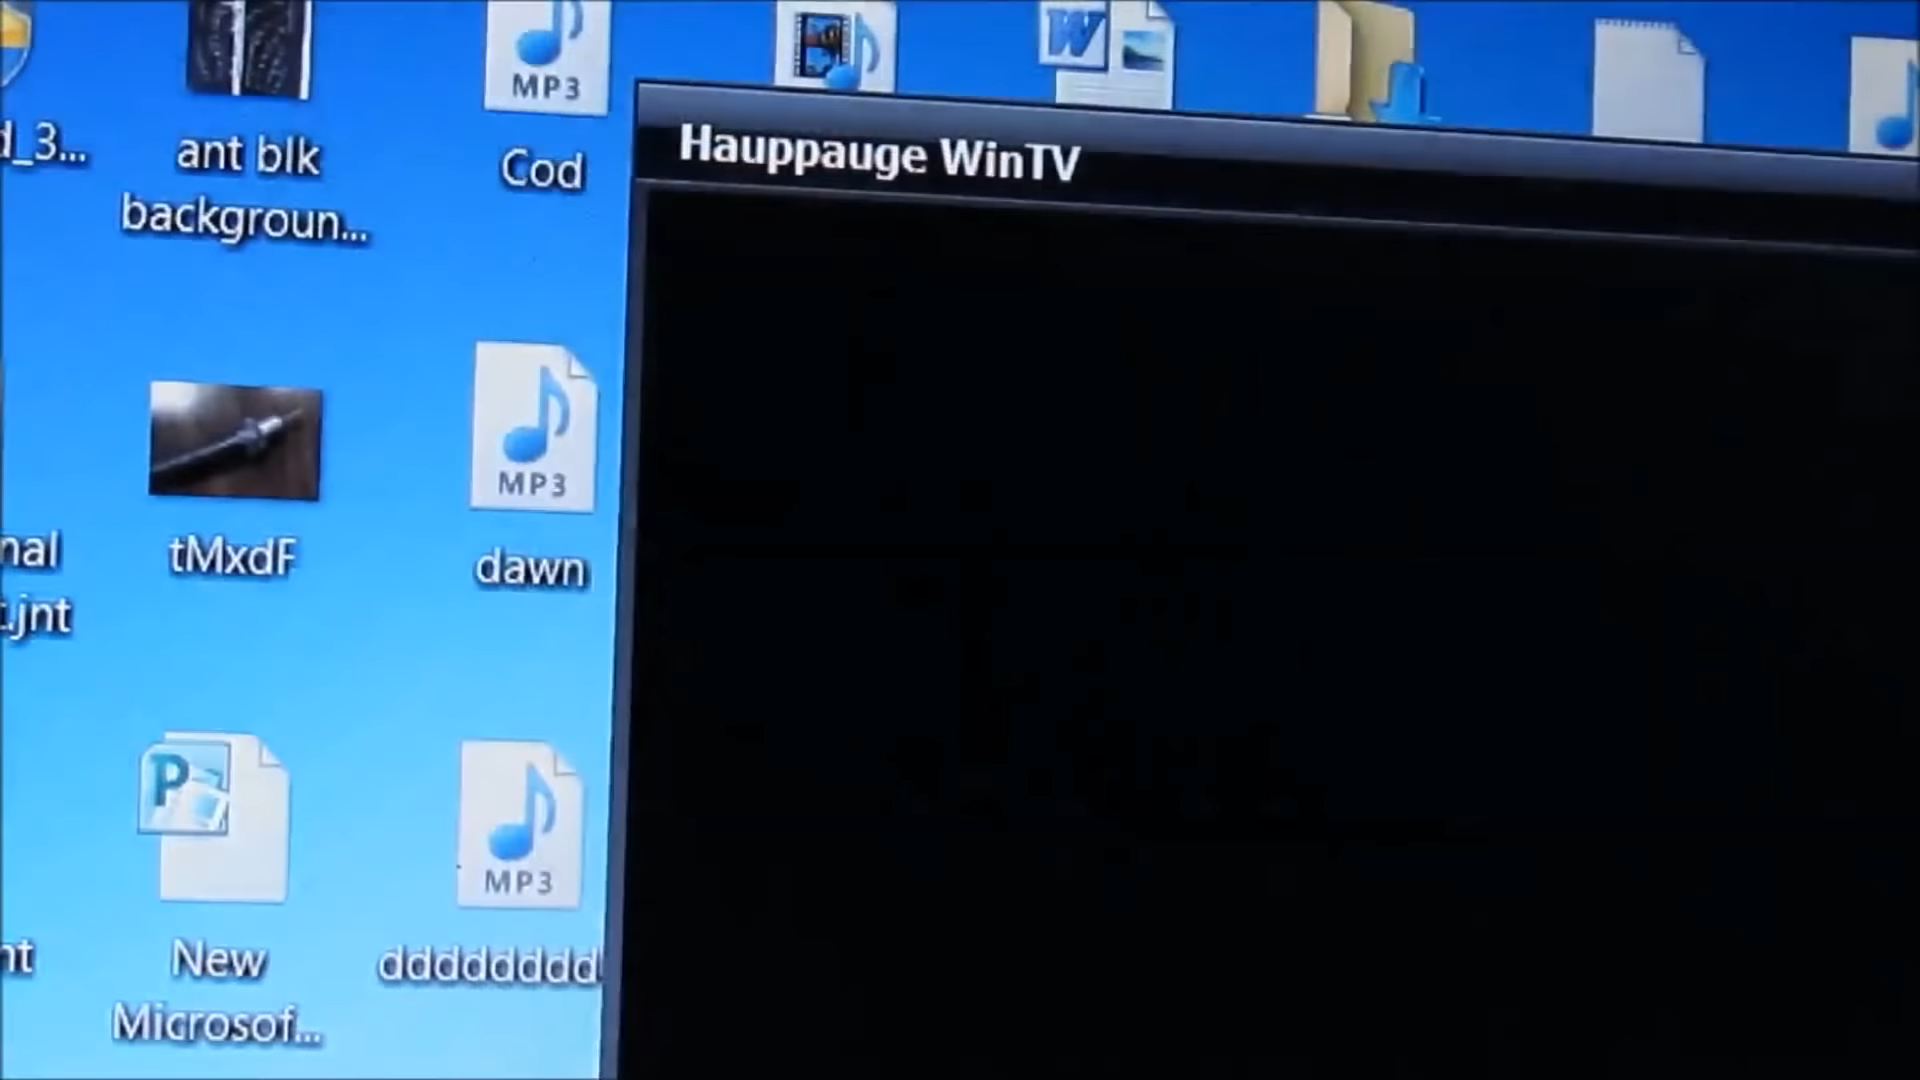 d_3...
ant blk
backgroun...
MP3
Cod
W
Hauppauge WinTV
nal
t.jnt
tMxdF
MP3
dawn
nt
P
New
Microsof...
MP3
dddddddd